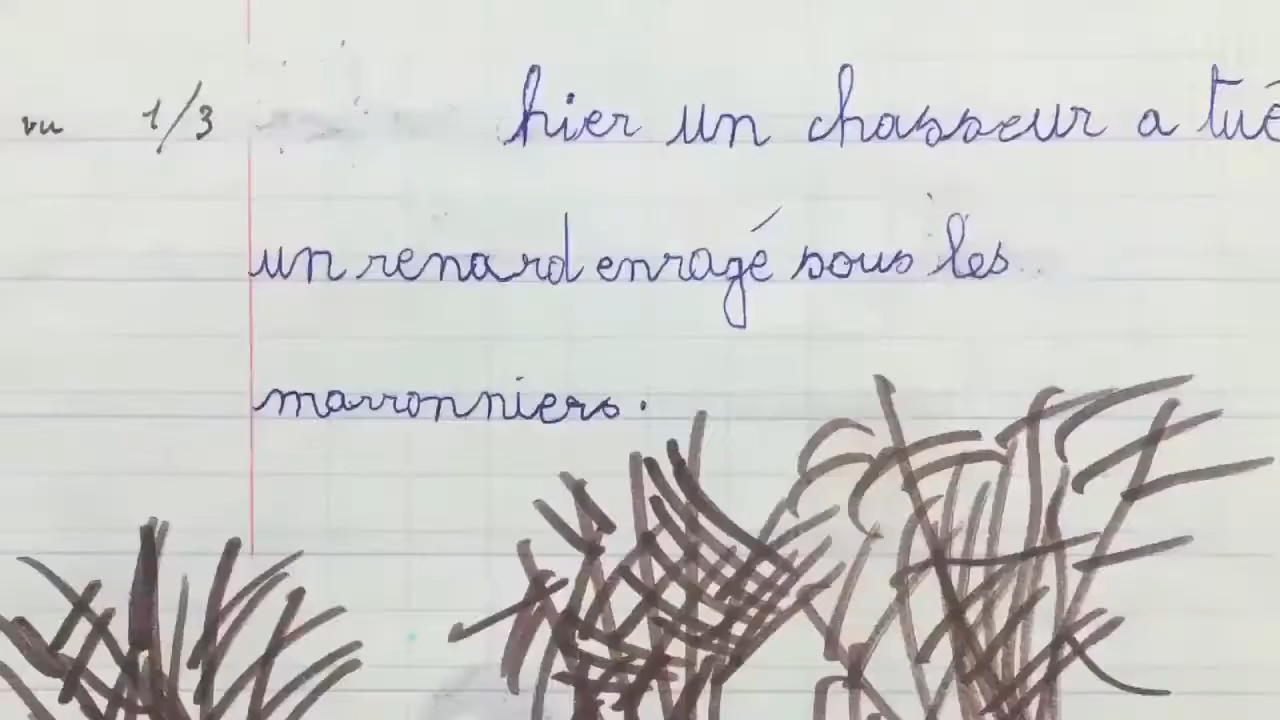 vu 1/3 hier un chasseur a tué
un renard enragé sous les
marronniers.